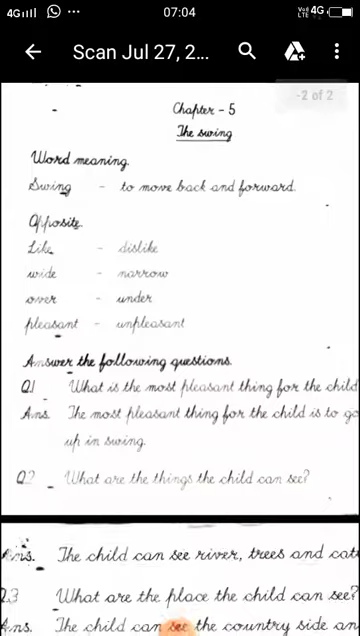 4G 07:04 Vo) LTE 4G
Scan Jul 27, 2...
-2 of 2
Chapter - 5
The swing
Word meaning.
Swing - to move back and forward.
Opposite.
Like - dislike
wide - narrow
over - under
pleasant - unpleasant
Answer the following questions.
Q1 What is the most pleasant thing for the child
Ans. The most pleasant thing for the child is to go
up in swing.
Q2 What are the things the child can see?
Ans. The child can see river, trees and
Q3 What are the place the child can see?
Ans. The child can see the country side an